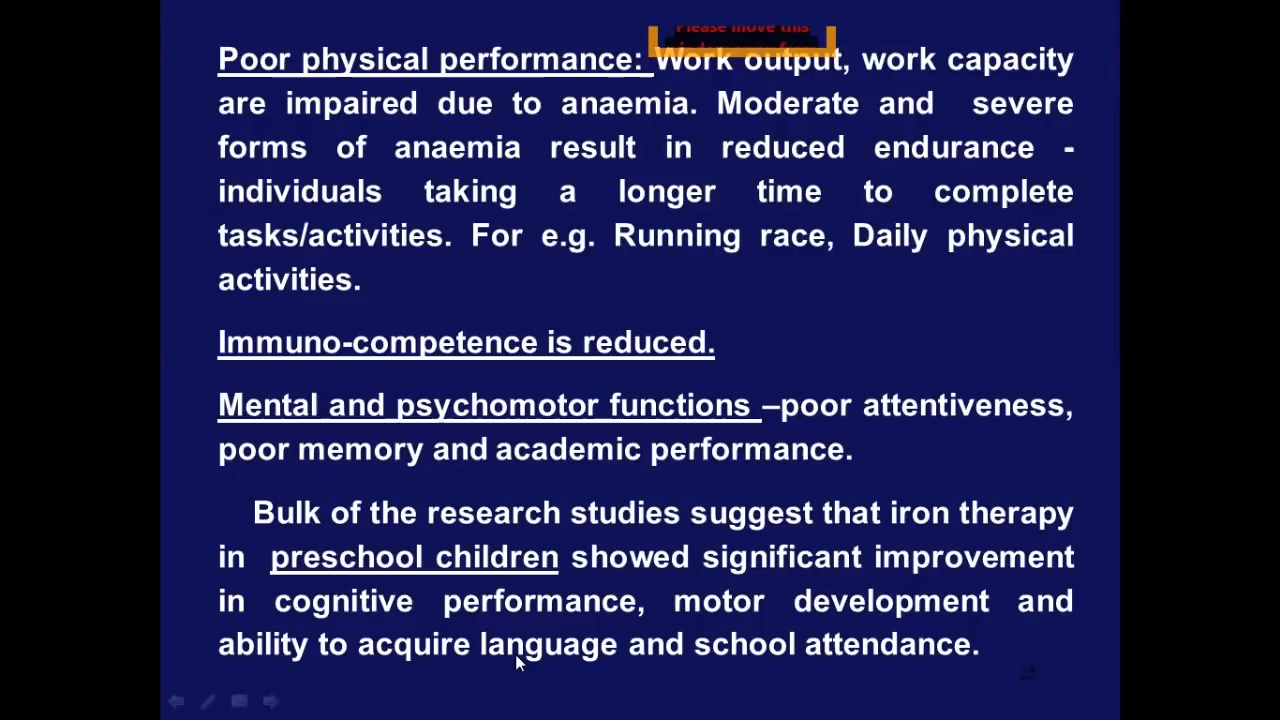 Please move this
Poor physical performance: Work output, work capacity
are impaired due to anaemia. Moderate and severe
forms of anaemia result in reduced endurance -
individuals taking a longer time to complete
tasks/activities. For e.g. Running race, Daily physical
activities.
Immuno-competence is reduced.
Mental and psychomotor functions –poor attentiveness,
poor memory and academic performance.
Bulk of the research studies suggest that iron therapy
in preschool children showed significant improvement
in cognitive performance, motor development and
ability to acquire language and school attendance.